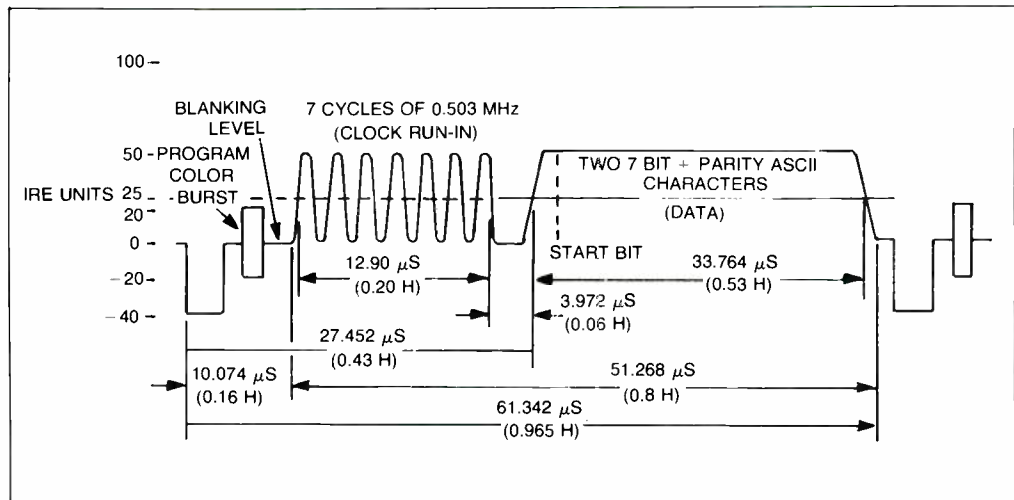 100-
BLANKING
LEVEL
7 CYCLES OF 0.503 MHz
(CLOCK RUN-IN)
50 -
PROGRAM
COLOR
BURST
IRE UNITS
25
20
0 -
-20 -
-40 -
TWO 7 BIT + PARITY ASCII
CHARACTERS
(DATA)
START BIT
12.90 μS
(0.20 H)
33.764 μS
(0.53 H)
3.972 μS
(0.06 H)
27.452 μS
(0.43 H)
10.074 μS
(0.16 H)
51.268 μS
(0.8 H)
61.342 μS
(0.965 H)